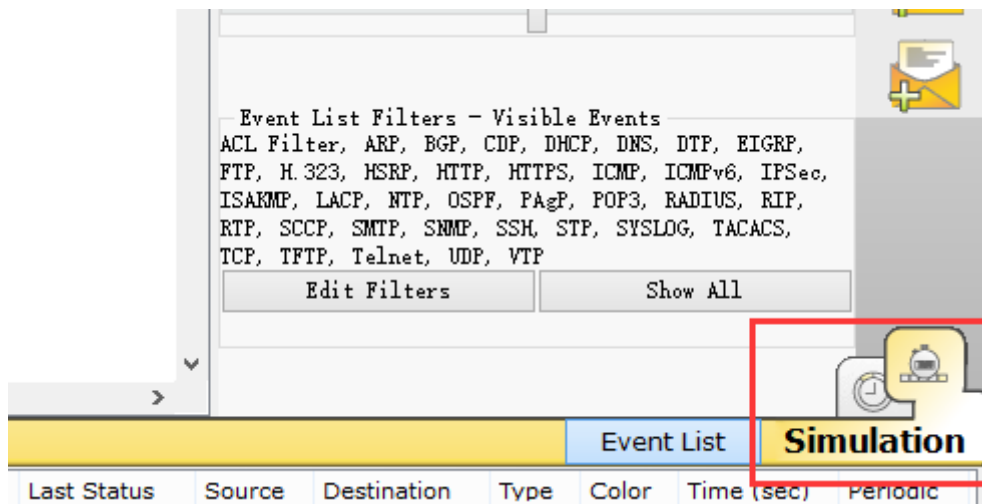 Event List Filters - Visible Events
ACL Filter, ARP, BGP, CDP, DHCP, DNS, DTP, EIGRP,
FTP, H.323, HSRP, HTTP, HTTPS, ICMP, ICMPv6, IPSec,
ISAKMP, LACP, NTP, OSPF, PAgP, POP3, RADIUS, RIP,
RTP, SCCP, SMTP, SNMP, SSH, STP, SYSLOG, TACACS,
TCP, TFTP, Telnet, UDP, VTP
Edit Filters Show All
Event List Simulation
Last Status Source Destination Type Color Time (sec) Periodic